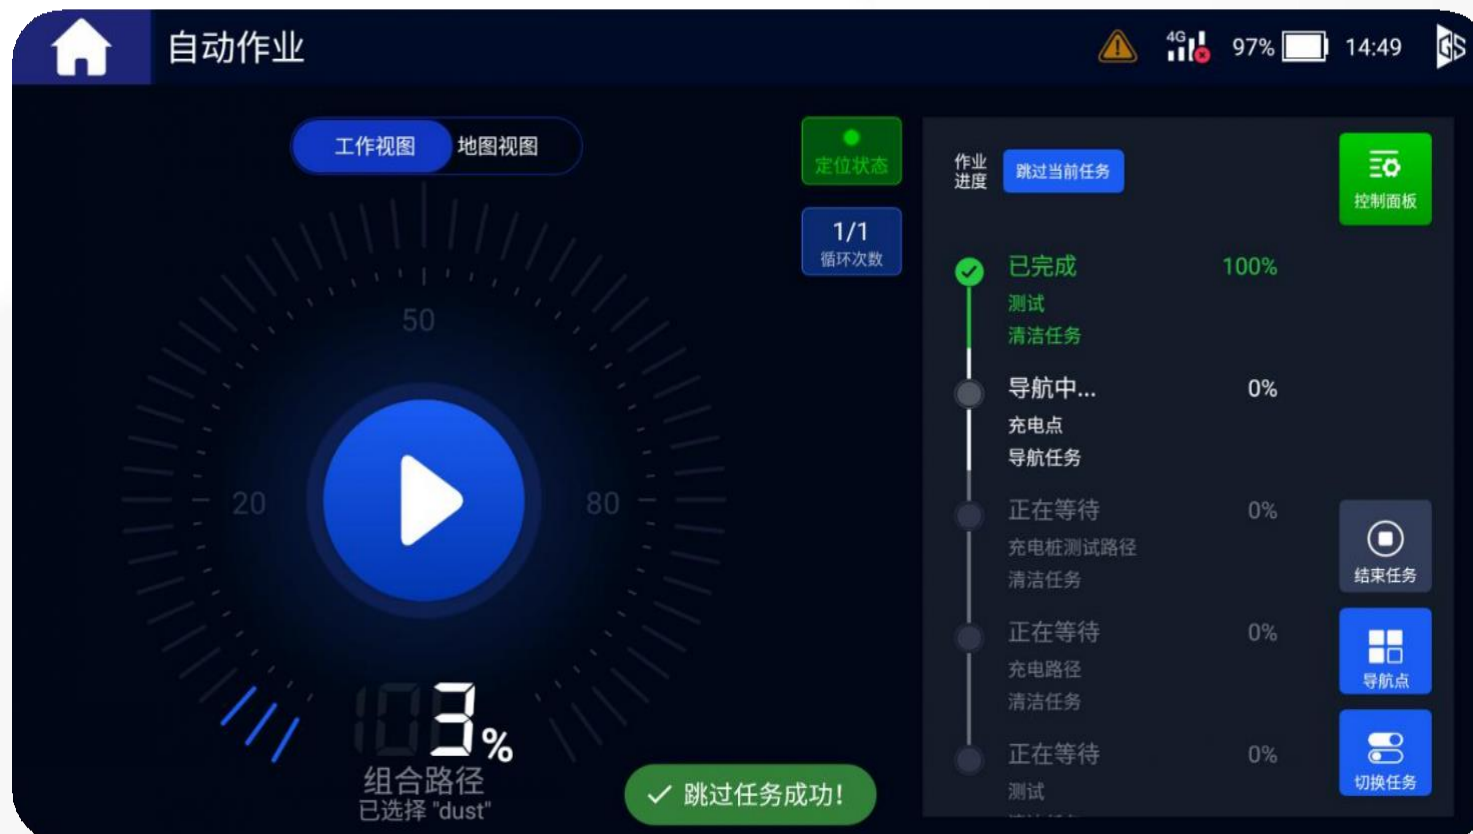 自动作业
4G
97%
14:49
GS
工作视图
地图视图
定位状态
1/1
循环次数
50
20
80
3%
组合路径
已选择 "dust"
跳过任务成功！
作业
进度
跳过当前任务
控制面板
已完成
100%
测试
清洁任务
导航中...
0%
充电点
导航任务
正在等待
0%
充电桩测试路径
清洁任务
正在等待
0%
充电路径
清洁任务
正在等待
0%
测试
结束任务
导航点
切换任务